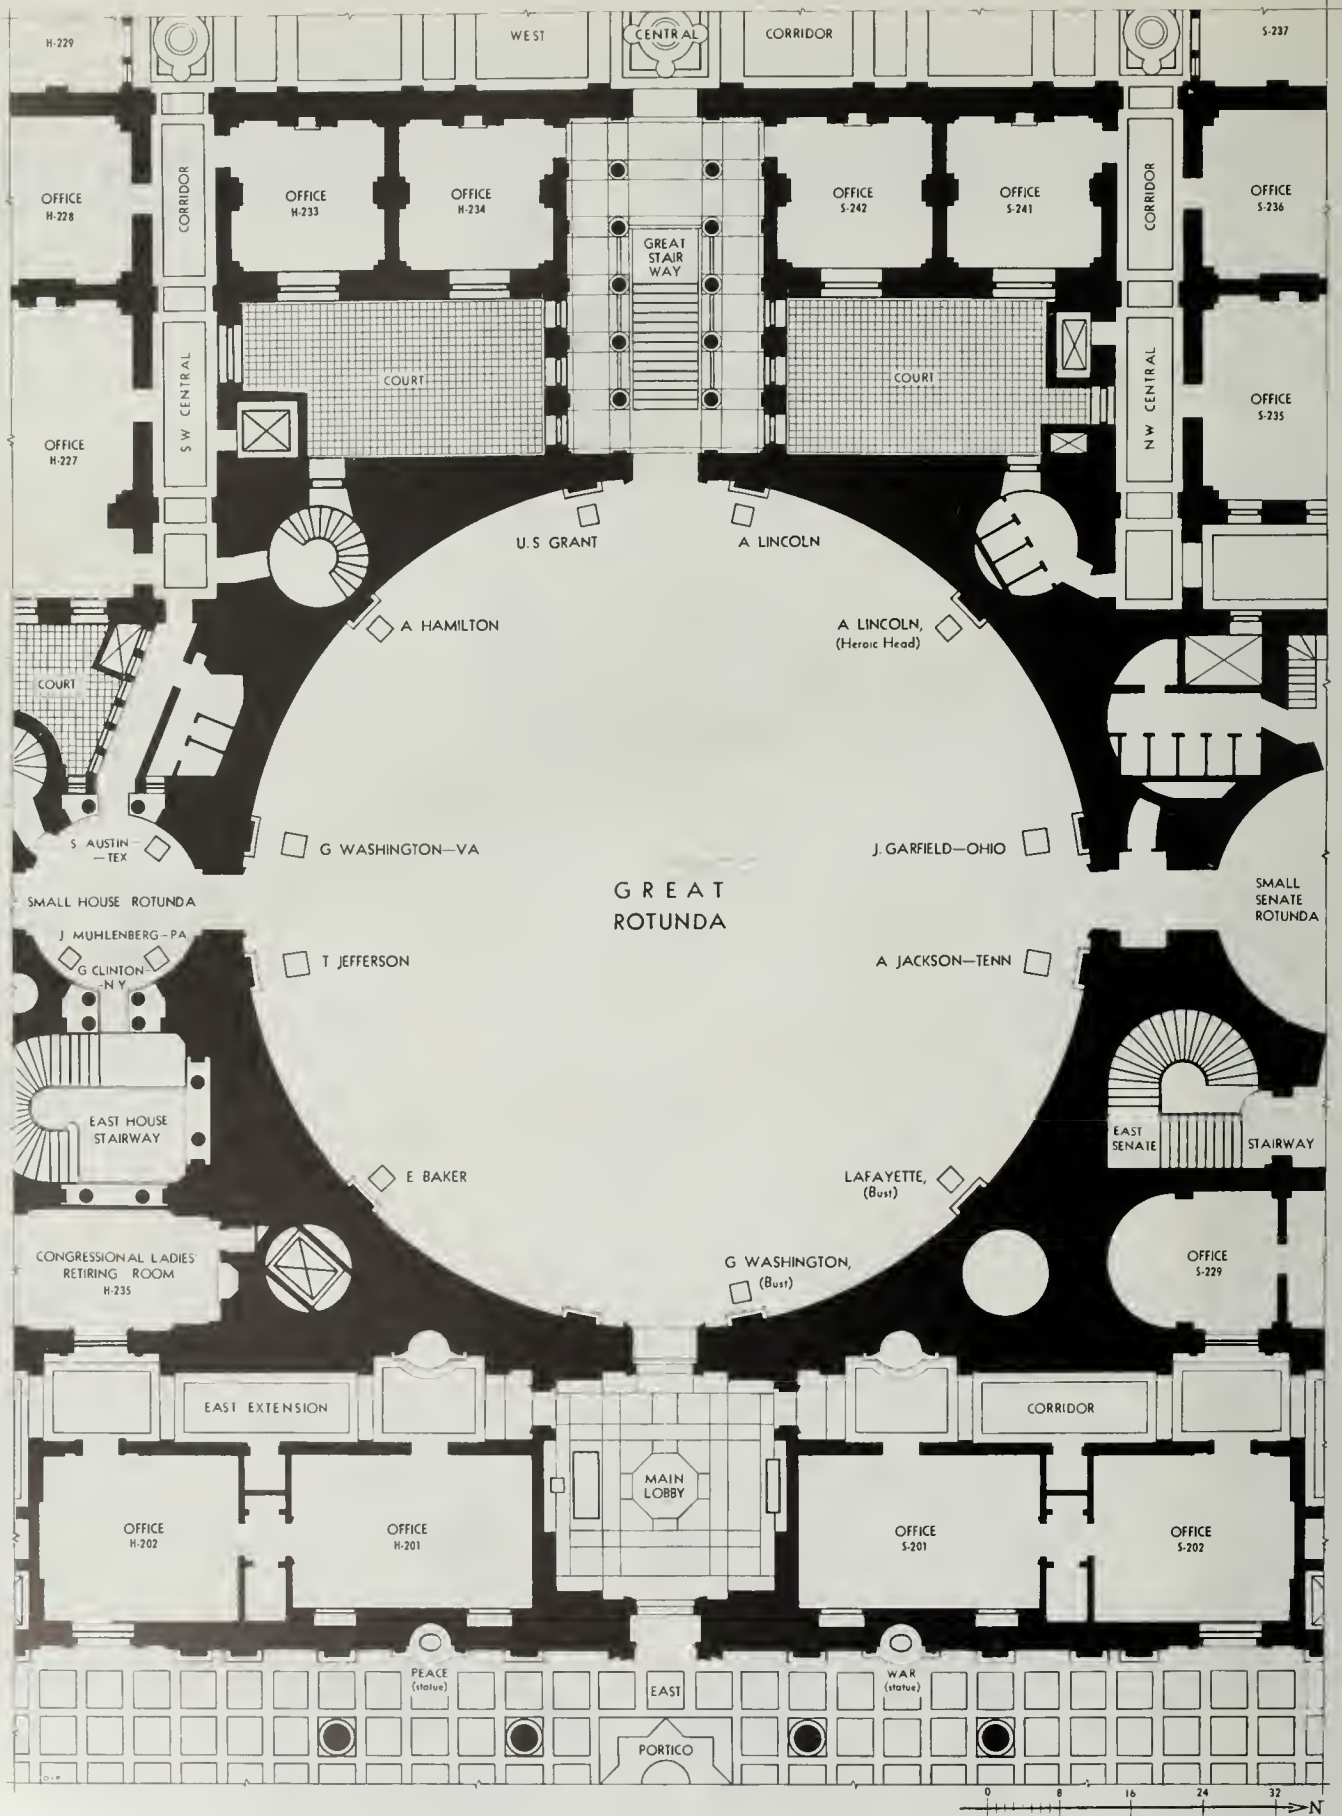 H-229
WEST
CENTRAL
CORRIDOR
S-237
OFFICE
H-228
CORRIDOR
OFFICE
H-233
OFFICE
H-234
GREAT
STAIR
WAY
OFFICE
S-242
OFFICE
S-241
CORRIDOR
OFFICE
S-236
COURT
COURT
SW CENTRAL
NW CENTRAL
OFFICE
H-227
OFFICE
S-235
U.S GRANT
A LINCOLN
A HAMILTON
A LINCOLN,
(Heroic Head)
COURT
S AUSTIN-
-TEX
G WASHINGTON-VA
J. GARFIELD-OHIO
GREAT
ROTUNDA
SMALL HOUSE ROTUNDA
SMALL
SENATE
ROTUNDA
J MUHLENBERG-PA
G CLINTON-
-N Y
T JEFFERSON
A JACKSON-TENN
EAST HOUSE
STAIRWAY
EAST
SENATE
STAIRWAY
E BAKER
LAFAYETTE,
(Bust)
CONGRESSIONAL LADIES'
RETIRING ROOM
H-235
G WASHINGTON,
(Bust)
OFFICE
S-229
EAST EXTENSION
CORRIDOR
MAIN
LOBBY
OFFICE
H-202
OFFICE
H-201
OFFICE
S-201
OFFICE
S-202
PEACE
(statue)
WAR
(statue)
EAST
PORTICO
0 8 16 24 32
N